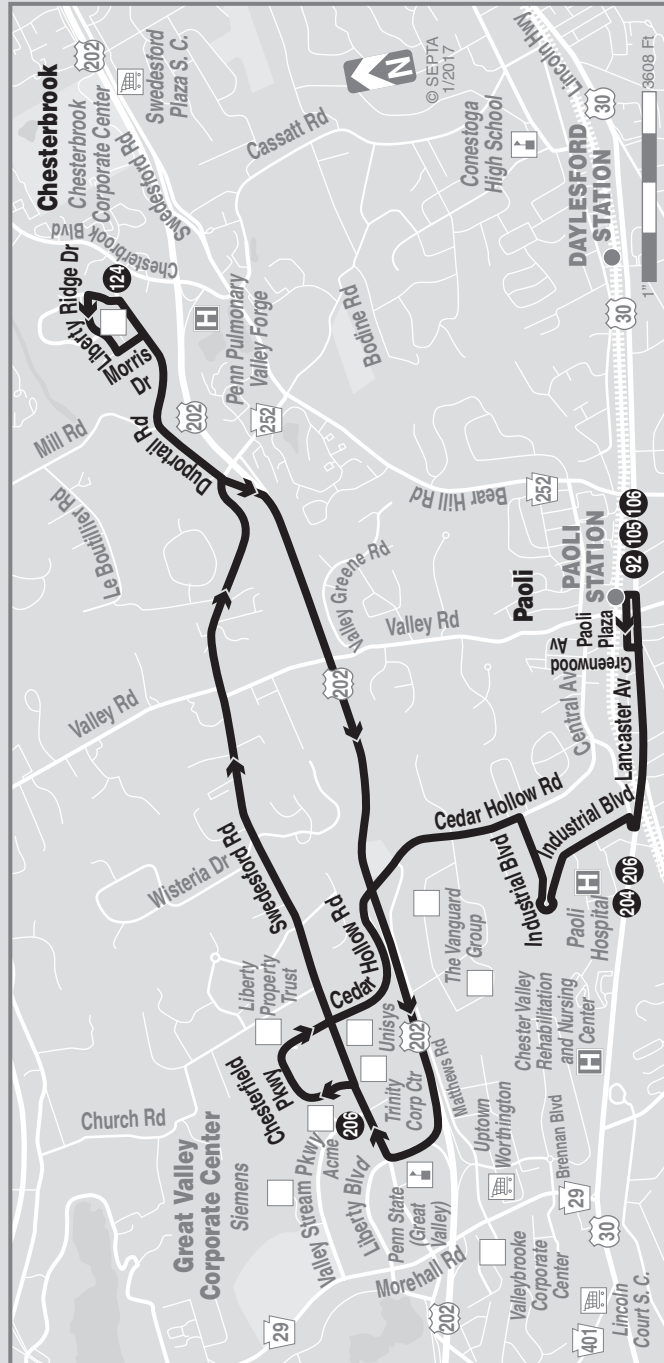 Great Valley
Corporate Center
Siemens
Church Rd
Valley Stream Pkwy
Acme
206
Chesterfield
Pkwy
Liberty
Property
Trust
Wisteria Dr
Swedesford Rd
Valley Rd
Le Boutillier Rd
Mill Rd
Duportail Rd
Morris
Dr
Liberty Ridge Dr
124
Chesterbrook
Chesterbrook
Corporate Center
202
Swedesford
Plaza S. C.
Swedesford Rd
Chesterbrook Blvd
29
Liberty Blvd
Morehall Rd
Penn State
(Great
Valley)
Trinity
Corp Ctr
Unisys
Cedar Hollow Rd
202
Matthews Rd
202
The Vanguard
Group
202
Valley Greene Rd
Valley Rd
202
252
H
Penn Pulmonary
Valley Forge
Bodine Rd
Cassatt Rd
N
© SEPTA
1/2017
Uptown
Worthington
Valleybrooke
Corporate
Center
Brennan Blvd
29
30
401
Lincoln
Court S. C.
Chester Valley
Rehabilitation
and Nursing
Center
H
Paoli
Hospital
H
204
206
Industrial Blvd
Industrial Blvd
Cedar Hollow Rd
Central Av
Lancaster Av
Greenwood
Av
Paoli
Plaza
Paoli
PAOLI
STATION
92
105
106
Bear Hill Rd
252
30
DAYLESFORD
STATION
Conestoga
High School
Lincoln Hwy
30
1"
3608 Ft